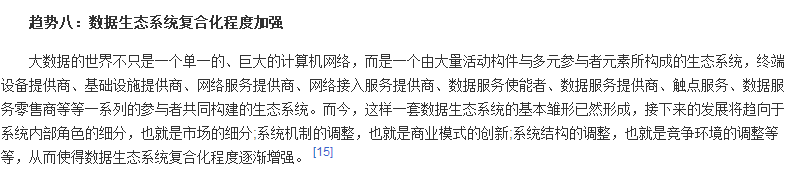 趋势八：数据生态系统复合化程度加强
大数据的世界不只是一个单一的、巨大的计算机网络，而是一个由大量活动构件与多元参与者元素所构成的生态系统，终端
设备提供商、基础设施提供商、网络服务提供商、网络接入服务提供商、数据服务使能者、数据服务提供商、触点服务、数据服
务零售商等等一系列的参与者共同构建的生态系统。而今，这样一套数据生态系统的基本雏形已然形成，接下来的发展将趋向于
系统内部角色的细分，也就是市场的细分;系统机制的调整，也就是商业模式的创新;系统结构的调整，也就是竞争环境的调整等
等，从而使得数据生态系统复合化程度逐渐增强。 [15]